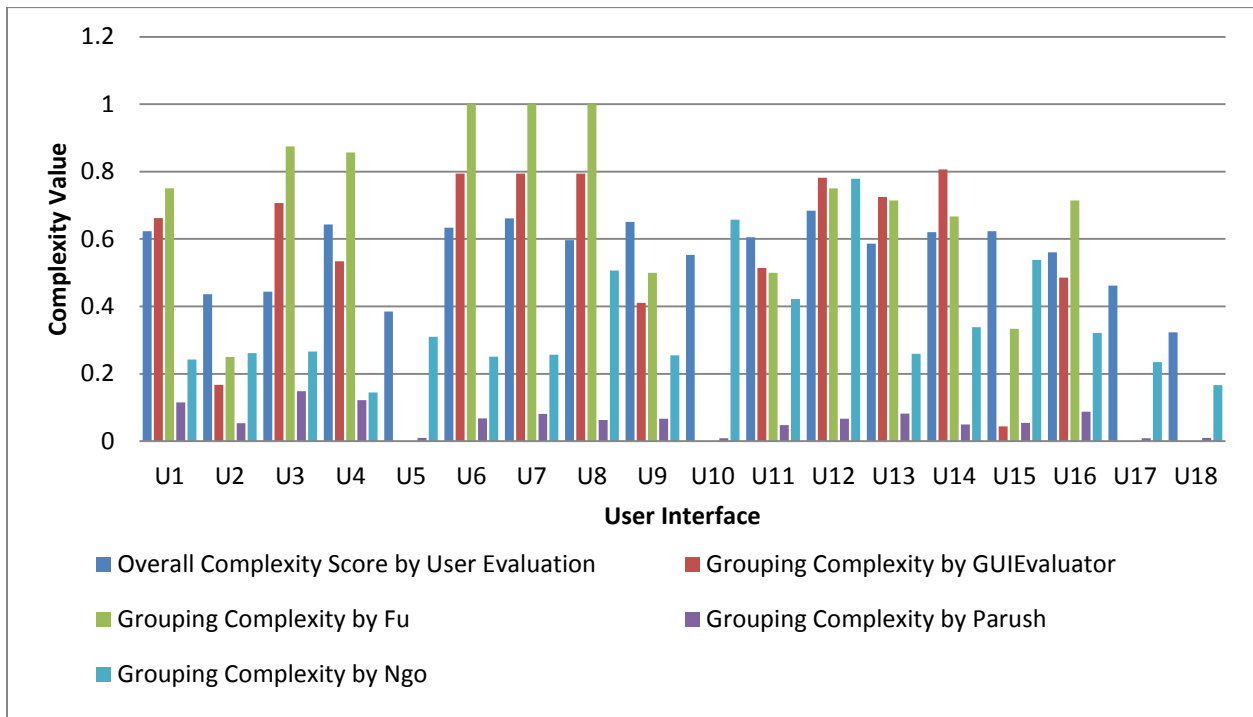 1.2
1
0.8
0.6
0.4
0.2
0
Complexity Value
U1 U2 U3 U4 U5 U6 U7 U8 U9 U10 U11 U12 U13 U14 U15 U16 U17 U18
User Interface
Overall Complexity Score by User Evaluation
Grouping Complexity by GUIEvaluator
Grouping Complexity by Fu
Grouping Complexity by Parush
Grouping Complexity by Ngo